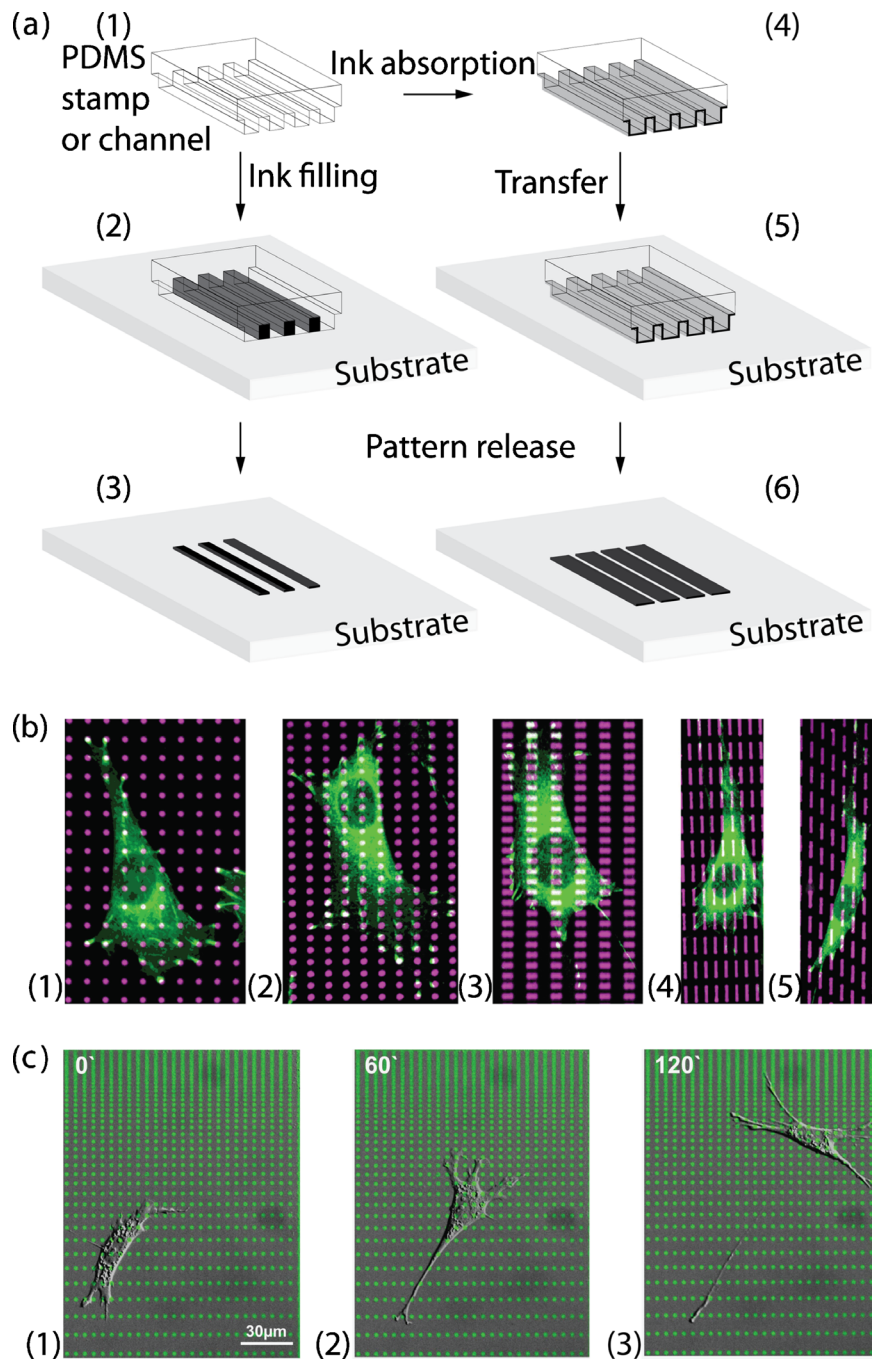 (a)
(1)
(4)
PDMS
stamp
or channel
Ink absorption
Ink filling
Transfer
(2)
(5)
Substrate
Substrate
Pattern release
(3)
(6)
Substrate
Substrate
(b)
(1)
(2)
(3)
(4)
(5)
(c)
0`
60`
120`
30µm
(1)
(2)
(3)